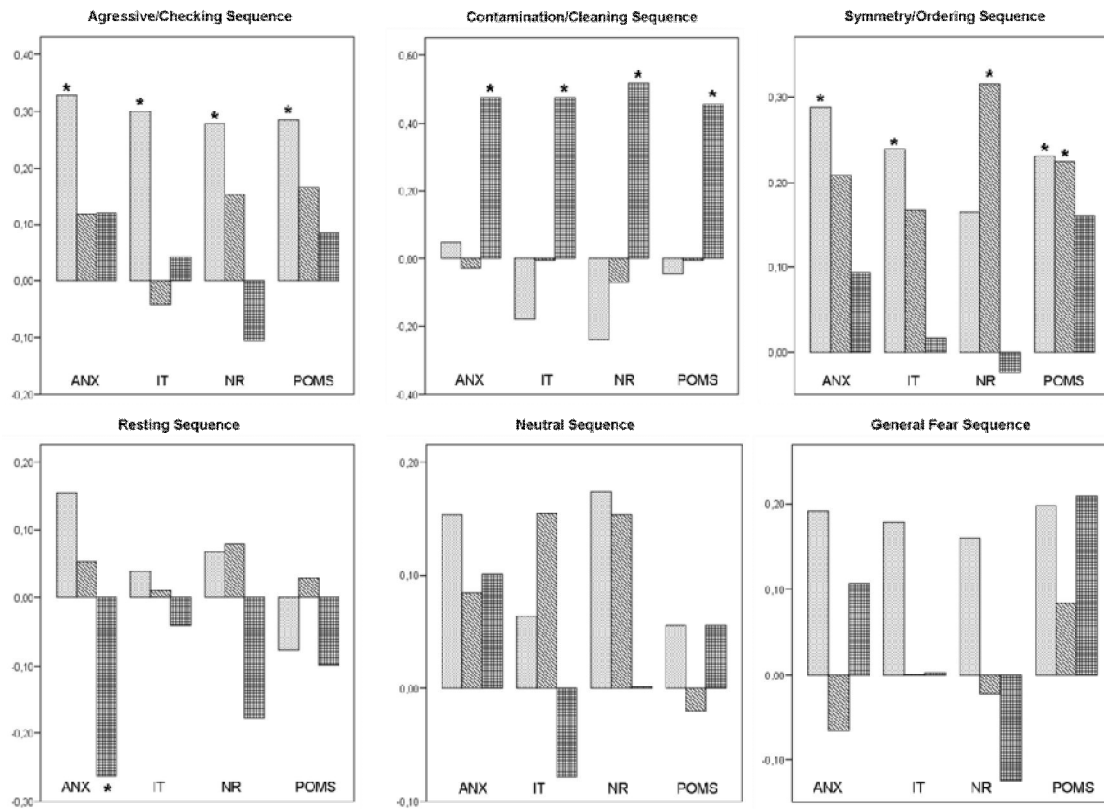 Agressive/Checking Sequence
0,40
0,30
0,20
0,10
0,00
-0,10
-0,20
* * * *
ANX IT NR POMS
Contamination/Cleaning Sequence
0,60
0,40
0,20
0,00
-0,20
-0,40
* * * *
ANX IT NR POMS
Symmetry/Ordering Sequence
0,30
0,20
0,10
0,00
* * * * *
ANX IT NR POMS
Resting Sequence
0,20
0,10
0,00
-0,10
-0,20
-0,30
ANX * IT NR POMS
Neutral Sequence
0,20
0,10
0,00
-0,10
ANX IT NR POMS
General Fear Sequence
0,20
0,10
0,00
-0,10
ANX IT NR POMS